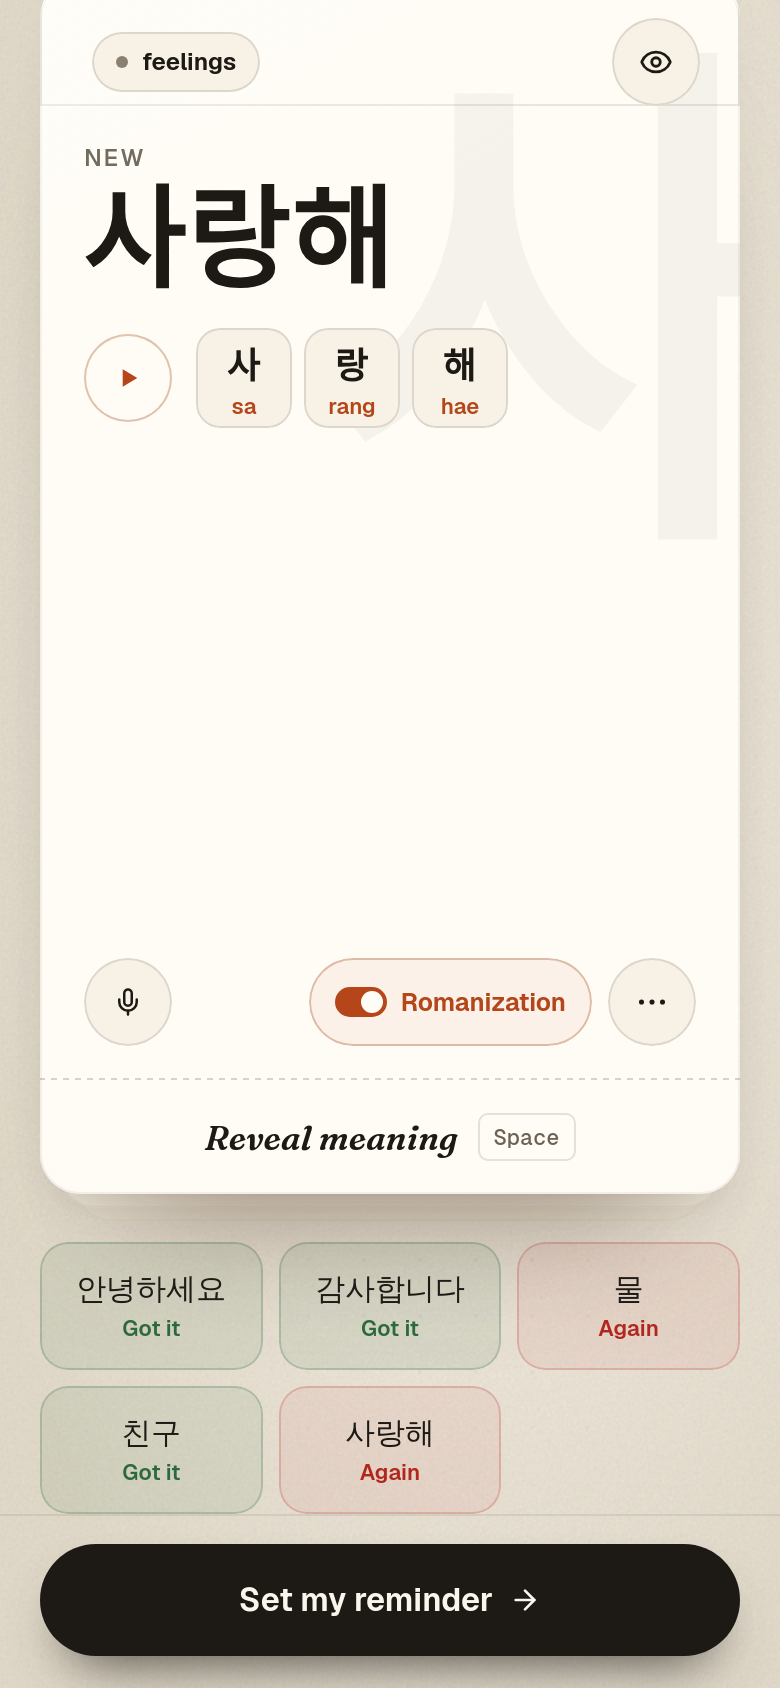 feelings
NEW
사랑해
사 랑 해
sa rang hae
Romanization
Reveal meaning Space
안녕하세요 감사합니다 물
Got it Got it Again
친구 사랑해
Got it Again
Set my reminder →